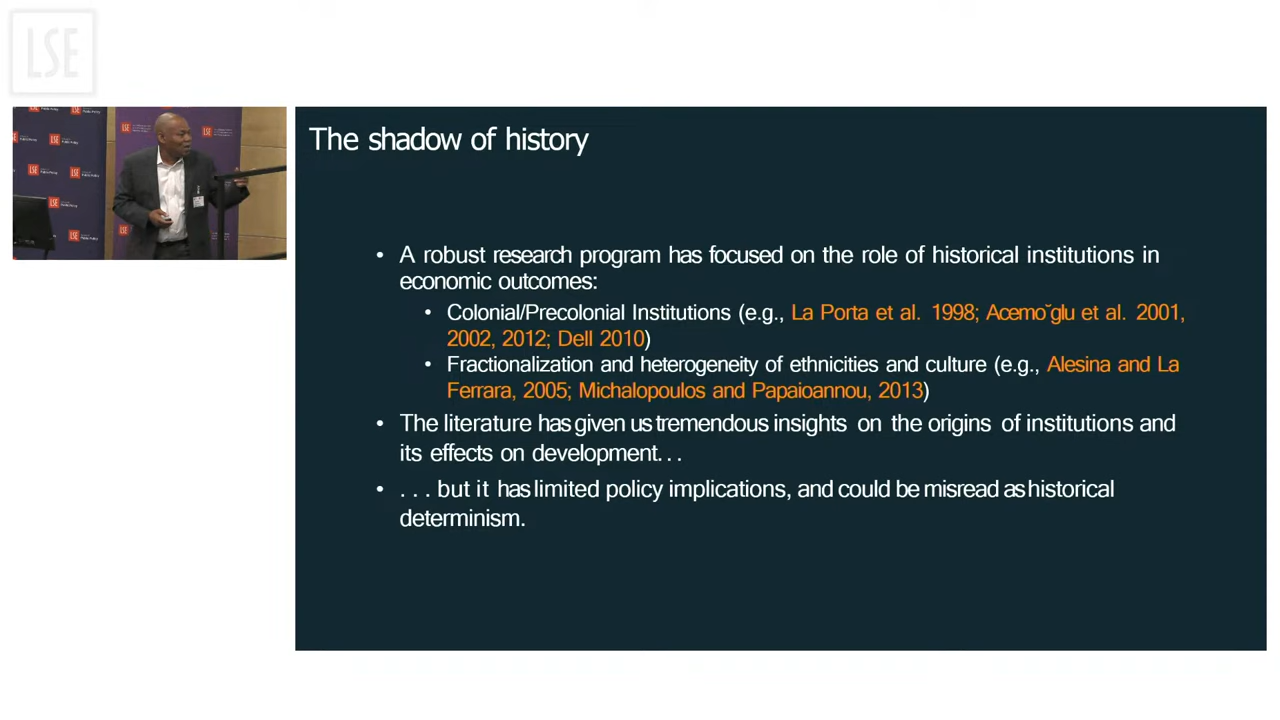 LSE
The shadow of history
• A robust research program has focused on the role of historical institutions in
economic outcomes:
• Colonial/Precolonial Institutions (e.g., La Porta et al. 1998; Acemo˘glu et al. 2001,
2002, 2012; Dell 2010)
• Fractionalization and heterogeneity of ethnicities and culture (e.g., Alesina and La
Ferrara, 2005; Michalopoulos and Papaioannou, 2013)
• The literature has given us tremendous insights on the origins of institutions and
its effects on development. . .
• . . . but it has limited policy implications, and could be misread as historical
determinism.